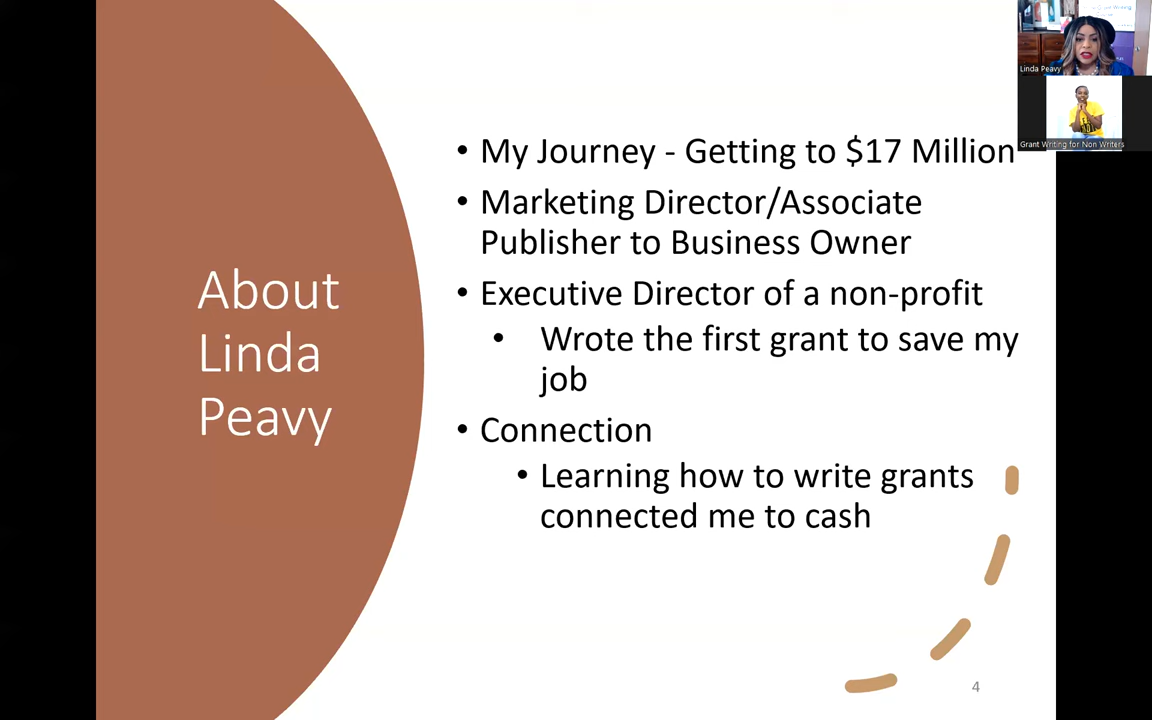 About
Linda
Peavy
• My Journey - Getting to $17 Million
• Marketing Director/Associate
Publisher to Business Owner
• Executive Director of a non-profit
• Wrote the first grant to save my
job
• Connection
• Learning how to write grants
connected me to cash
4
Linda Peavy
Grant Writing for Non Writers